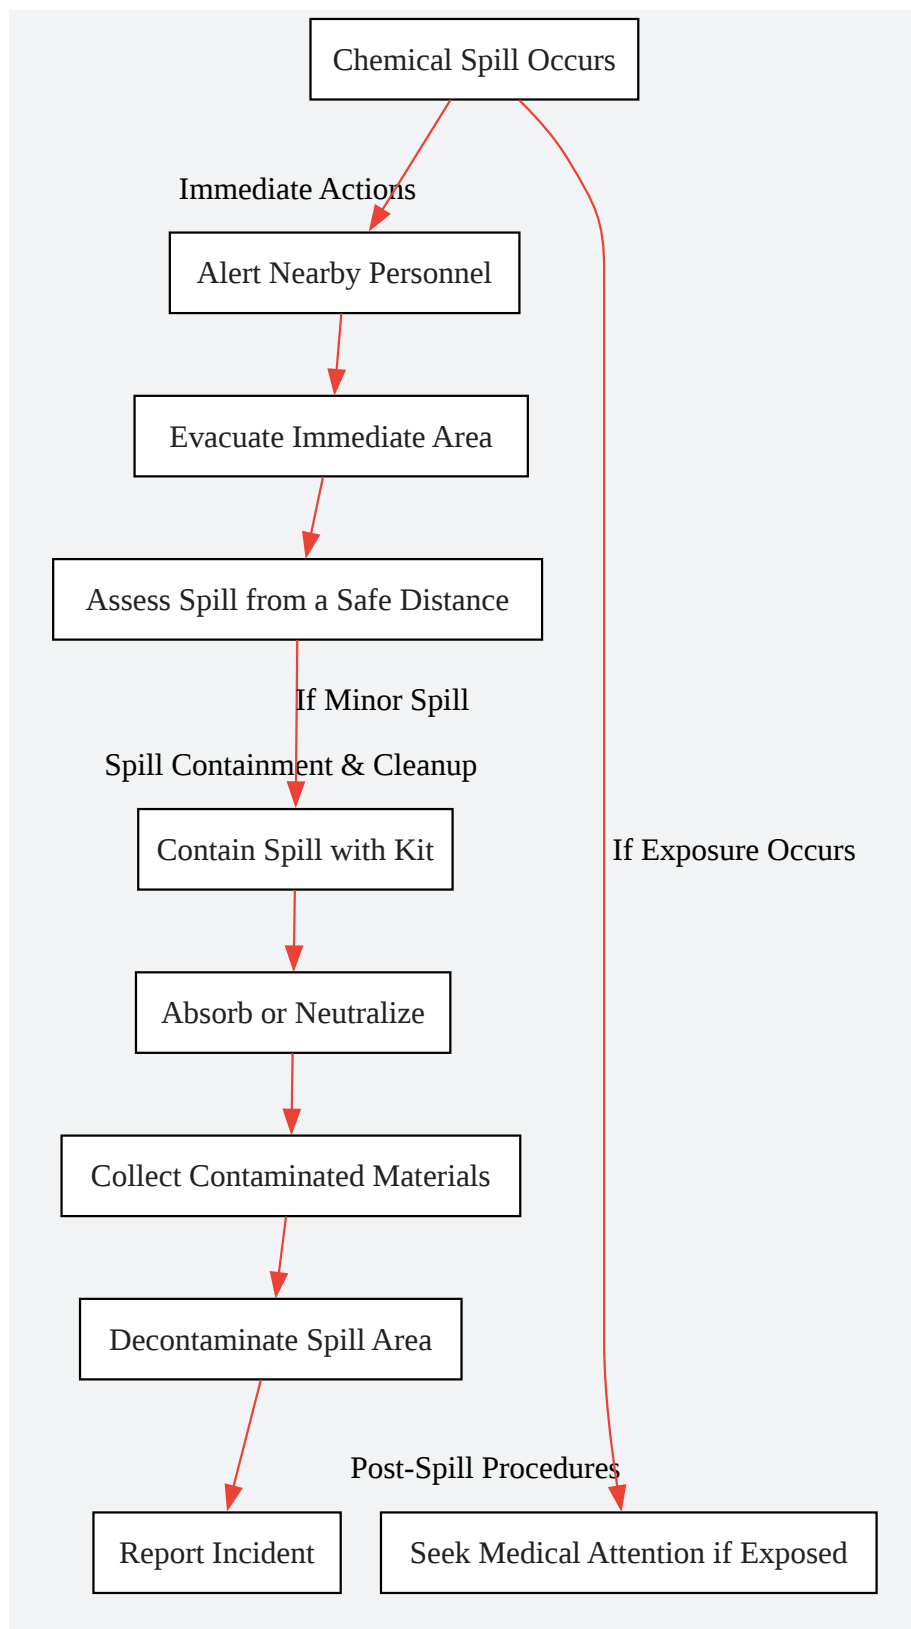 Chemical Spill Occurs
Immediate Actions
Alert Nearby Personnel
Evacuate Immediate Area
Assess Spill from a Safe Distance
If Minor Spill
Spill Containment & Cleanup
Contain Spill with Kit
If Exposure Occurs
Absorb or Neutralize
Collect Contaminated Materials
Decontaminate Spill Area
Post-Spill Procedures
Report Incident
Seek Medical Attention if Exposed